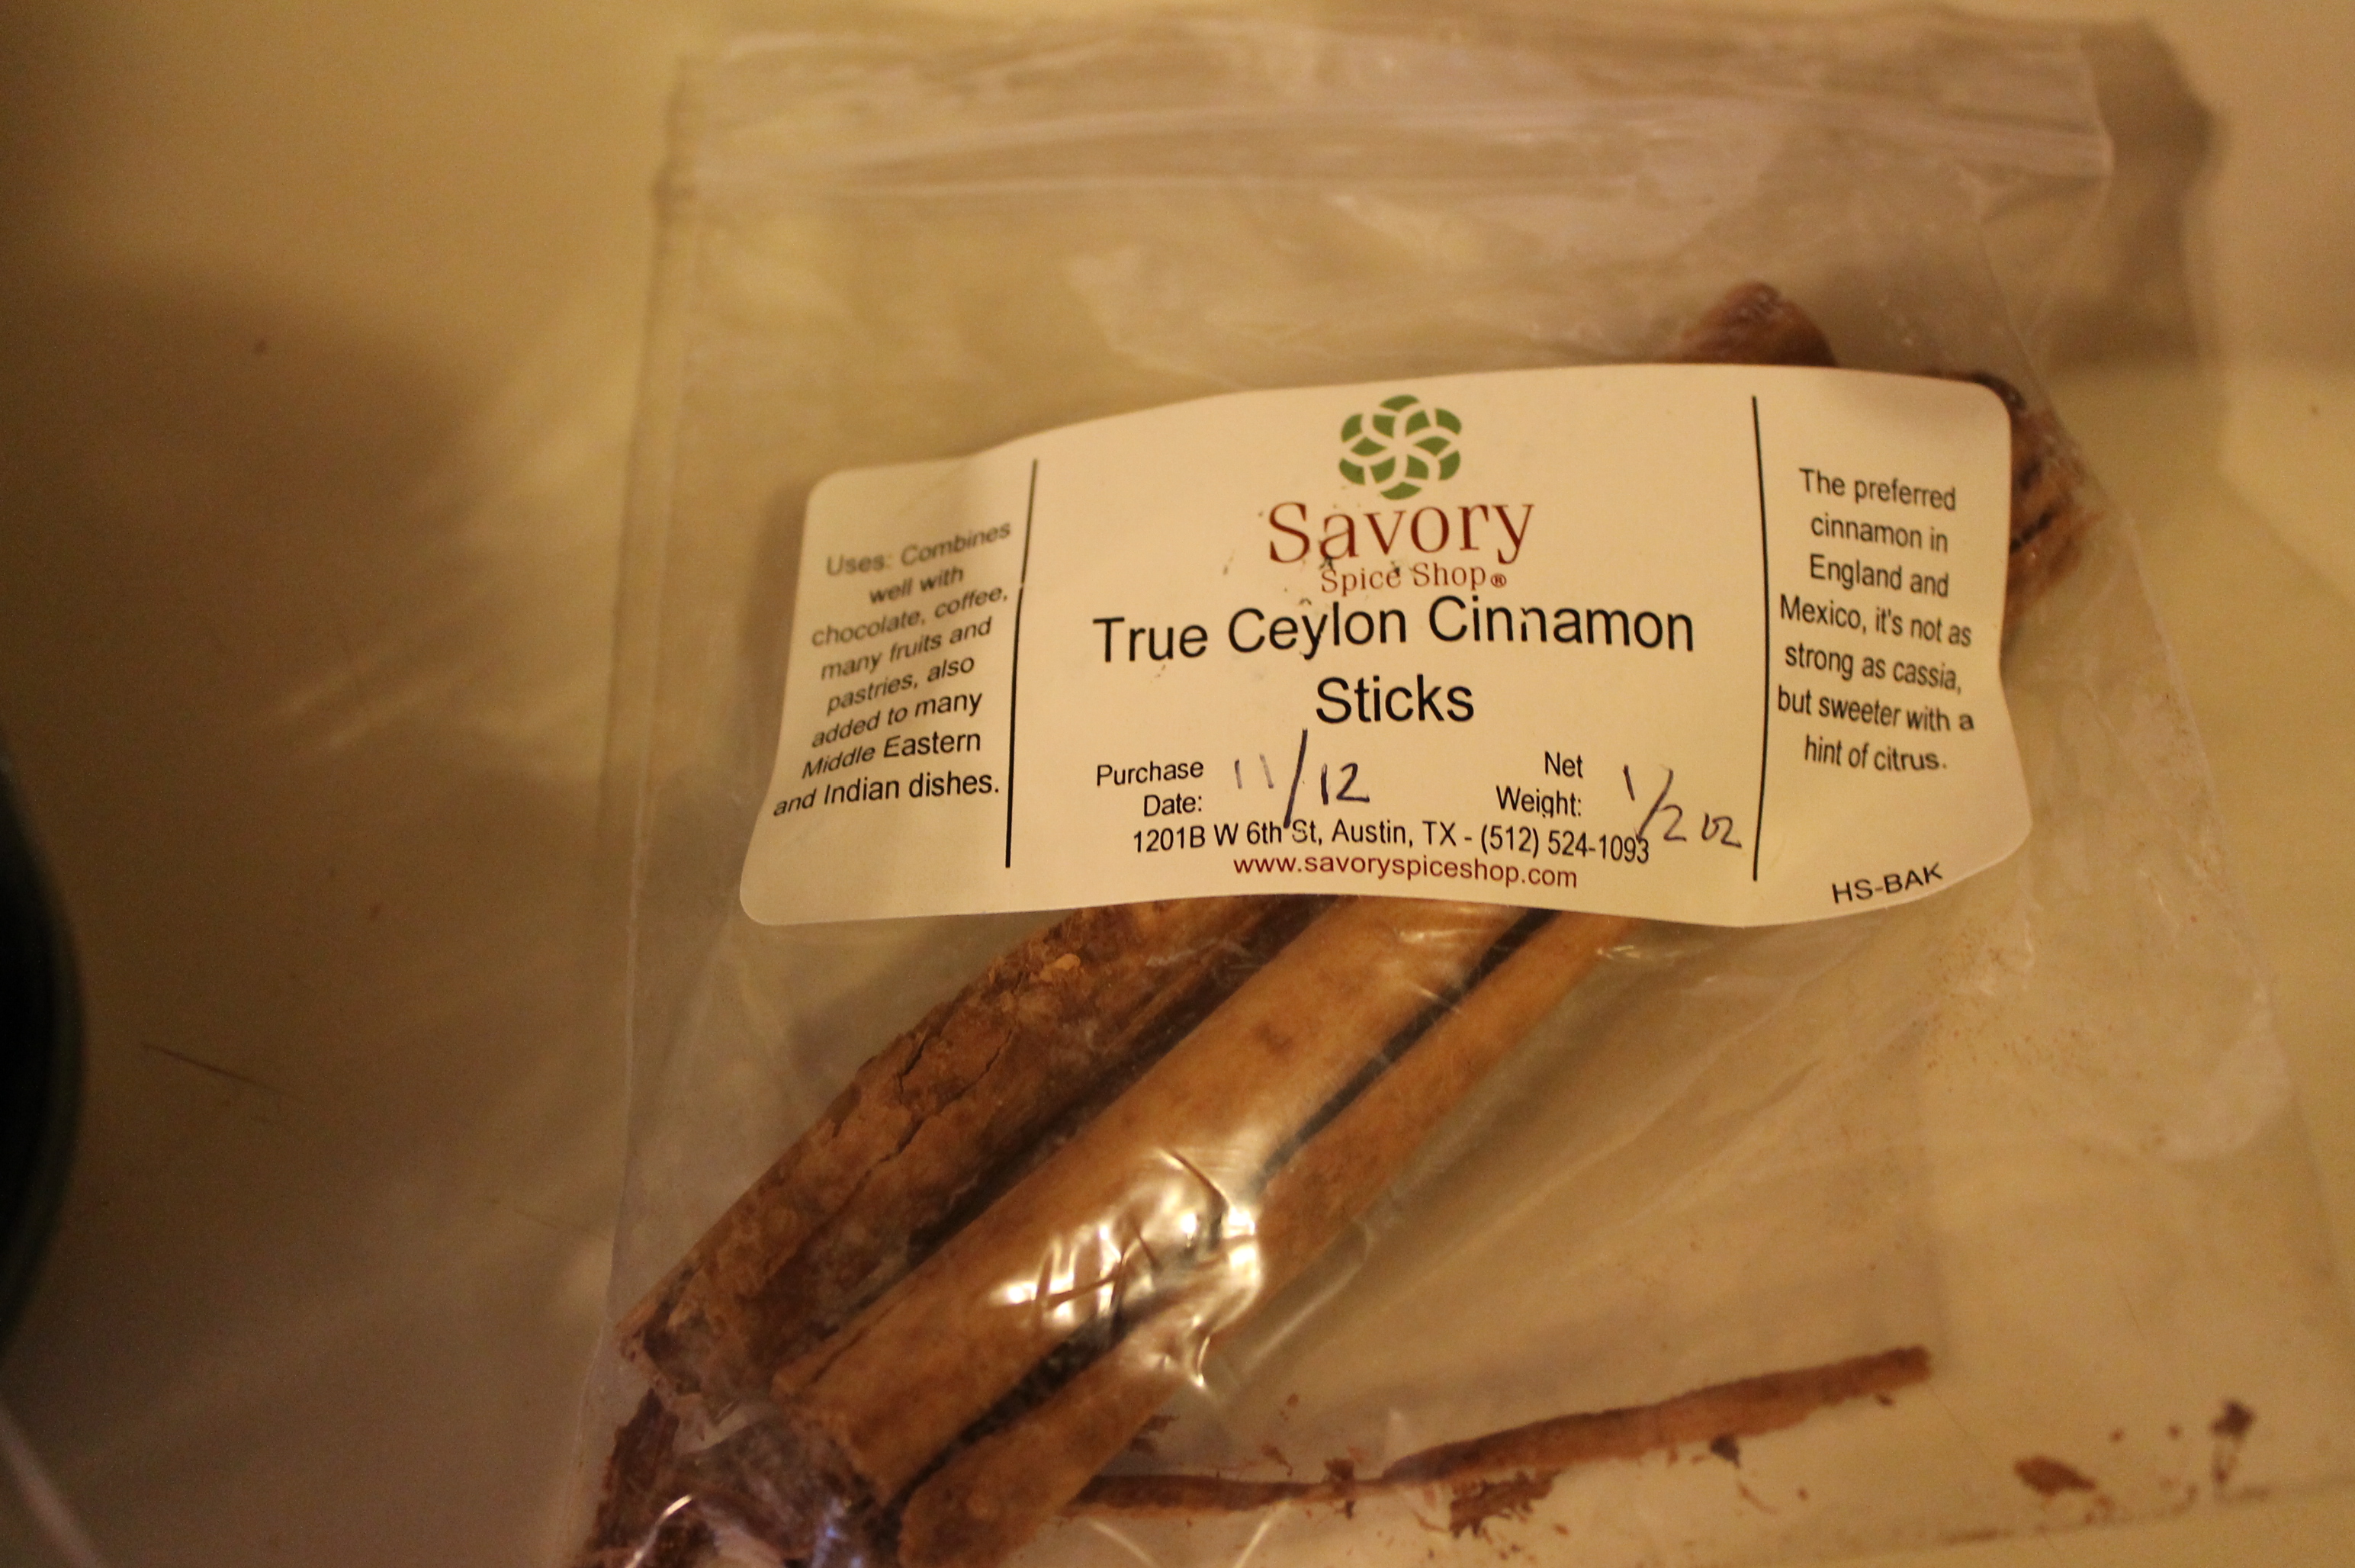 Uses: Combines
well with
chocolate, coffee,
many fruits and
pastries, also
added to many
Middle Eastern
and Indian dishes.
Savory
Spice Shop®
True Ceylon Cinnamon
Sticks
Purchase
Date: 11/12
Net
Weight: 1/2 oz
1201B W 6th St, Austin, TX - (512) 524-1093
www.savoryspiceshop.com
The preferred
cinnamon in
England and
Mexico, it's not as
strong as cassia,
but sweeter with a
hint of citrus.
HS-BAK